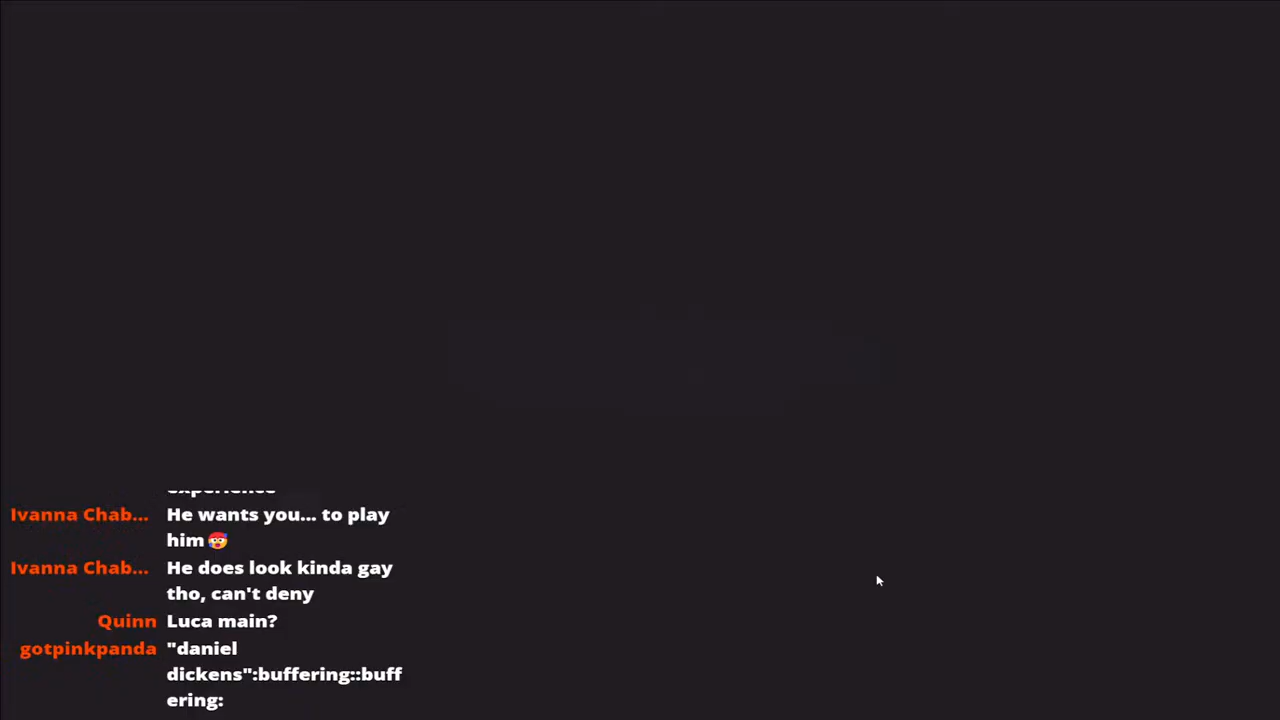 experience
Ivanna Chab... He wants you... to play
him🥵
Ivanna Chab... He does look kinda gay
tho, can't deny
Quinn Luca main?
gotpinkpanda "daniel
dickens":buffering::buff
ering: